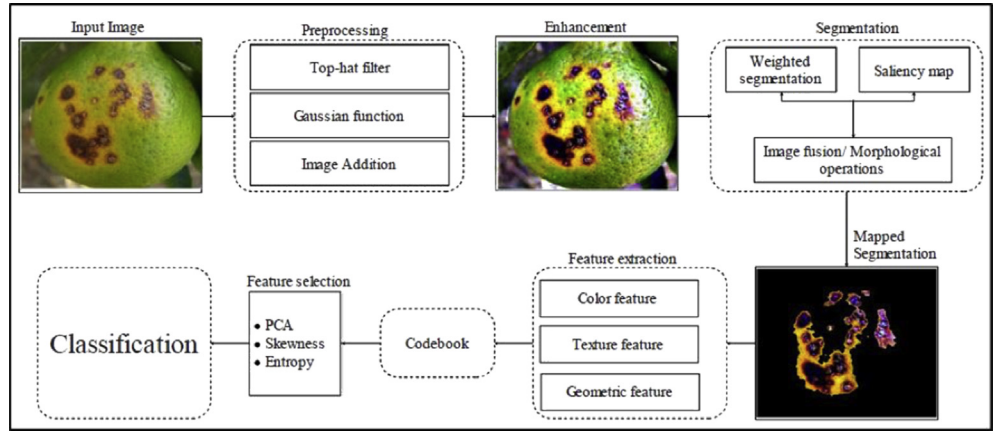 Input Image
Preprocessing
Top-hat filter
Gaussian function
Image Addition
Enhancement
Segmentation
Weighted
segmentation
Saliency map
Image fusion/ Morphological
operations
Mapped
Segmentation
Feature extraction
Color feature
Texture feature
Geometric feature
Codebook
Feature selection
• PCA
• Skewness
• Entropy
Classification